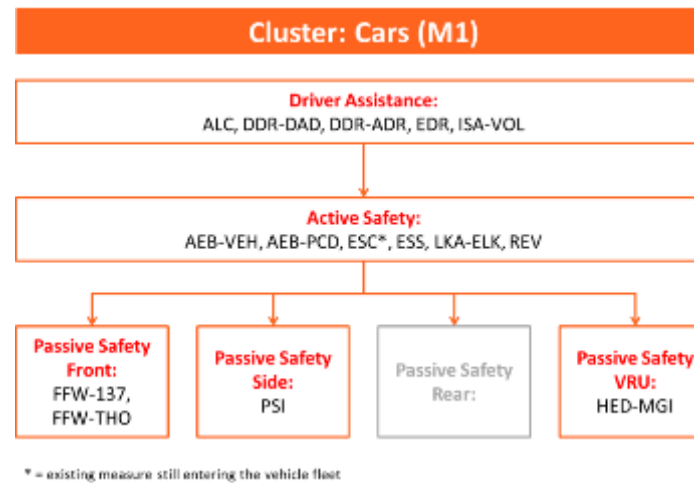 Cluster: Cars (M1)
Driver Assistance:
ALC, DDR-DAD, DDR-ADR, EDR, ISA-VOL
Active Safety:
AEB-VEH, AEB-PCD, ESC*, ESS, LKA-ELK, REV
Passive Safety
Front:
FFW-137,
FFW-THO
Passive Safety
Side:
PSI
Passive Safety
Rear:
Passive Safety
VRU:
HED-MGI
* = existing measure still entering the vehicle fleet